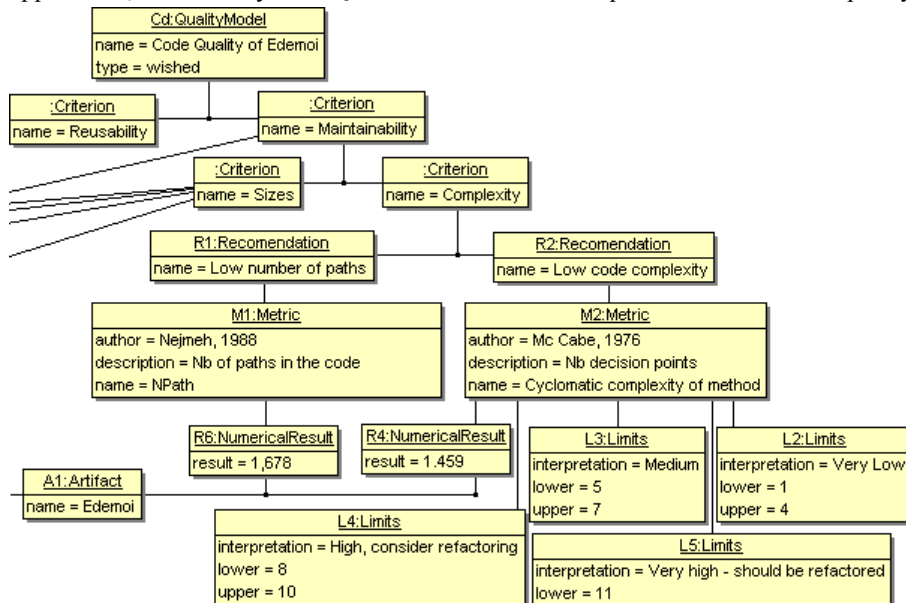 Cd:QualityModel
name = Code Quality of Edemoi
type = wished
:Criterion
name = Reusability
:Criterion
name = Maintainability
:Criterion
name = Sizes
:Criterion
name = Complexity
R1:Recomendation
name = Low number of paths
R2:Recomendation
name = Low code complexity
M1:Metric
author = Nejmeh, 1988
description = Nb of paths in the code
name = NPath
M2:Metric
author = Mc Cabe, 1976
description = Nb decision points
name = Cyclomatic complexity of method
R6:NumericalResult
result = 1,678
R4:NumericalResult
result = 1.459
L3:Limits
interpretation = Medium
lower = 5
upper = 7
L2:Limits
interpretation = Very Low
lower = 1
upper = 4
A1:Artifact
name = Edemoi
L4:Limits
interpretation = High, consider refactoring
lower = 8
upper = 10
L5:Limits
interpretation = Very high - should be refactored
lower = 11